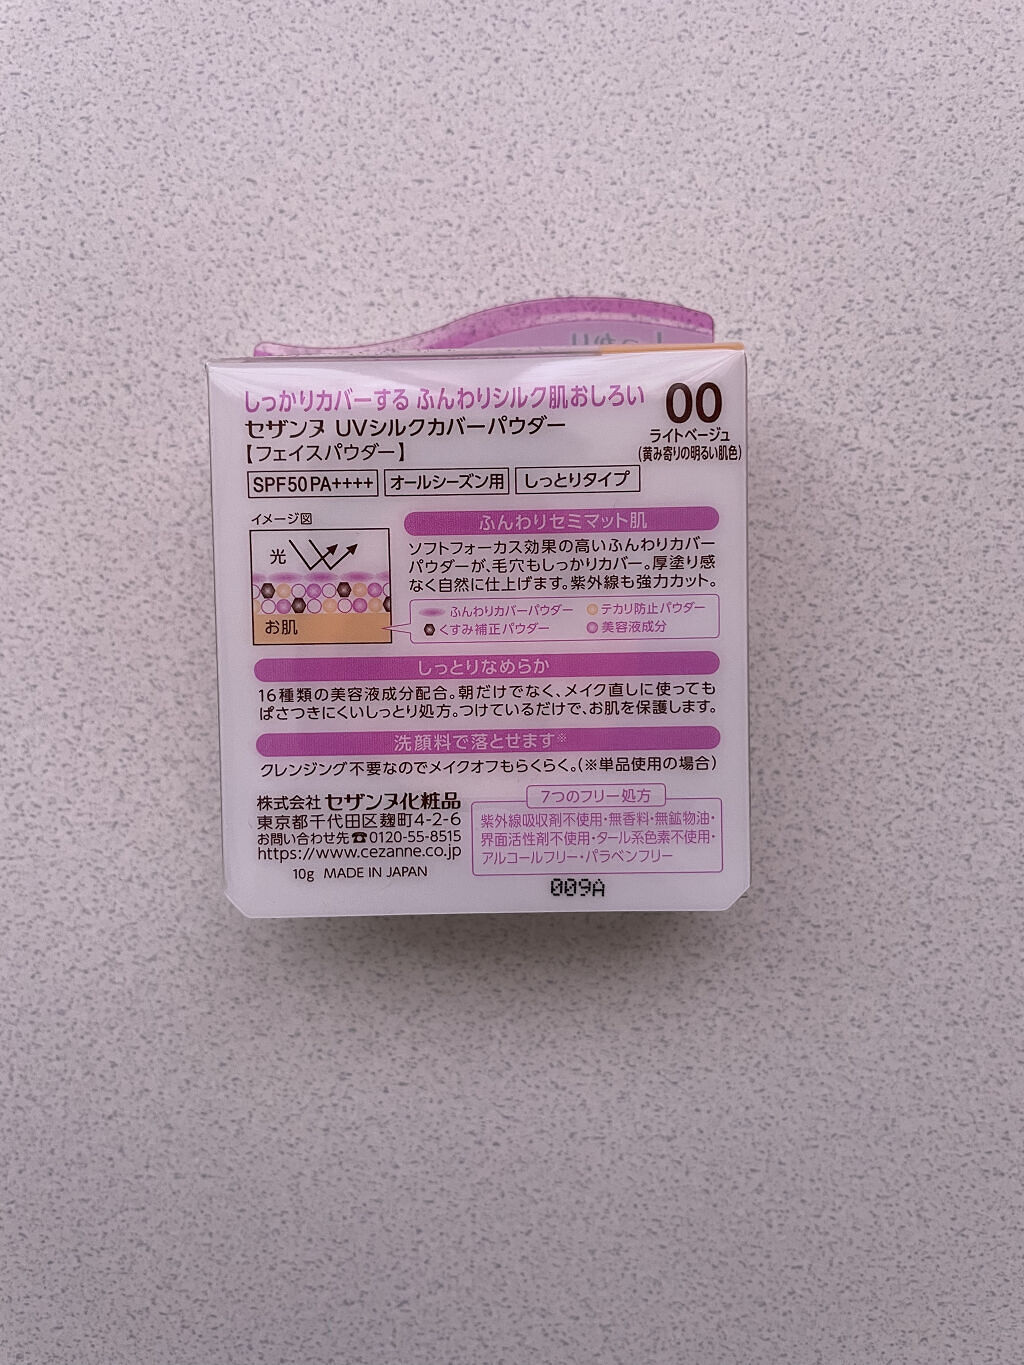 しっかりカバーする ふんわりシルク肌おしろい
セザンヌ UVシルクカバーパウダー
【フェイスパウダー】
00
ライトベージュ
(黄み寄りの明るい肌色)
SPF50 PA++++ オールシーズン用 しっとりタイプ
イメージ図
光
お肌
ふんわりセミマット肌
ソフトフォーカス効果の高いふんわりカバー
パウダーが、毛穴もしっかりカバー。厚塗り感
なく自然に仕上げます。紫外線も強力カット。
ふんわりカバーパウダー テカリ防止パウダー
くすみ補正パウダー 美容液成分
しっとりなめらか
16種類の美容液成分配合。朝だけでなく、メイク直しに使っても
ぱさつきにくいしっとり処方。つけているだけで、お肌を保護します。
洗顔料で落とせます※
クレンジング不要なのでメイクオフもらくらく。(※単品使用の場合)
株式会社 セザンヌ化粧品
東京都千代田区麹町4-2-6
お問い合わせ先☎0120-55-8515
https://www.cezanne.co.jp
10g MADE IN JAPAN
7つのフリー処方
紫外線吸収剤不使用・無香料・無鉱物油・
界面活性剤不使用・タール系色素不使用・
アルコールフリー・パラベンフリー
009A